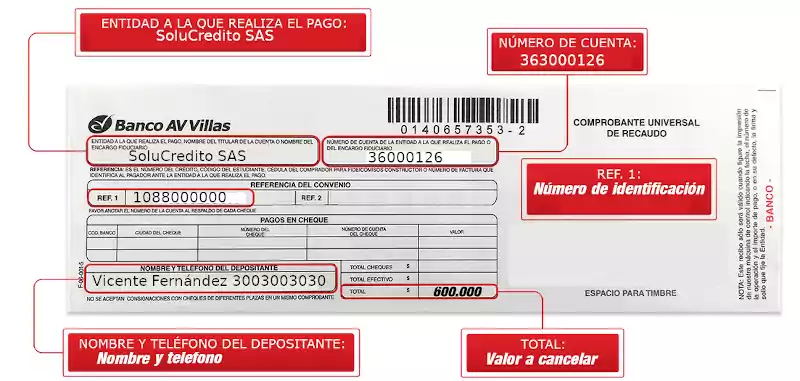 ENTIDAD A LA QUE REALIZA EL PAGO:
SoluCredito SAS
NÚMERO DE CUENTA:
363000126
Banco AV Villas
0140657353-2
COMPROBANTE UNIVERSAL
DE RECAUDO
ENTIDAD A LA QUE REALIZA EL PAGO, NOMBRE DEL TITULAR DE LA CUENTA O NOMBRE DEL
ENCARGO FIDUCIARIO
SoluCredito SAS
NÚMERO DE CUENTA DE LA ENTIDAD A LA QUE REALIZA EL PAGO O
DEL ENCARGO FIDUCIARIO
36000126
REFERENCIA: ES EL NÚMERO DEL CRÉDITO, CÓDIGO DEL ESTUDIANTE, CÉDULA DEL COMPRADOR PARA FIDEICOMISOS CONSTRUCTOR O NÚMERO DE FACTURA QUE
IDENTIFICA AL PAGADOR ANTE LA ENTIDAD A LA QUE REALIZA EL PAGO.
REFERENCIA DEL CONVENIO
REF. 1 1088000000 REF. 2
FAVOR ANOTAR EL NÚMERO DE LA CUENTA AL RESPALDO DE CADA CHEQUE
REF. 1:
Número de identificación
PAGOS EN CHEQUE
COD. BANCO CIUDAD DEL CHEQUE NÚMERO DEL CHEQUE NÚMERO DE CUENTA DEL CHEQUE VALOR
NOMBRE Y TELÉFONO DEL DEPOSITANTE
Vicente Fernández 3003003030
NO SE ACEPTAN CONSIGNACIONES CON CHEQUES DE DIFERENTES PLAZAS EN UN MISMO COMPROBANTE
TOTAL CHEQUES $
TOTAL EFECTIVO $
TOTAL $ 600.000
ESPACIO PARA TIMBRE
NOTA: Este recibo sólo será válido cuando figure la impresión
de nuestra máquina de control indicando la fecha, el número de
la operación y el importe de pago, o en su defecto, la firma y
sello que fije la Entidad.
- BANCO -
NOMBRE Y TELÉFONO DEL DEPOSITANTE:
Nombre y telefono
TOTAL:
Valor a cancelar